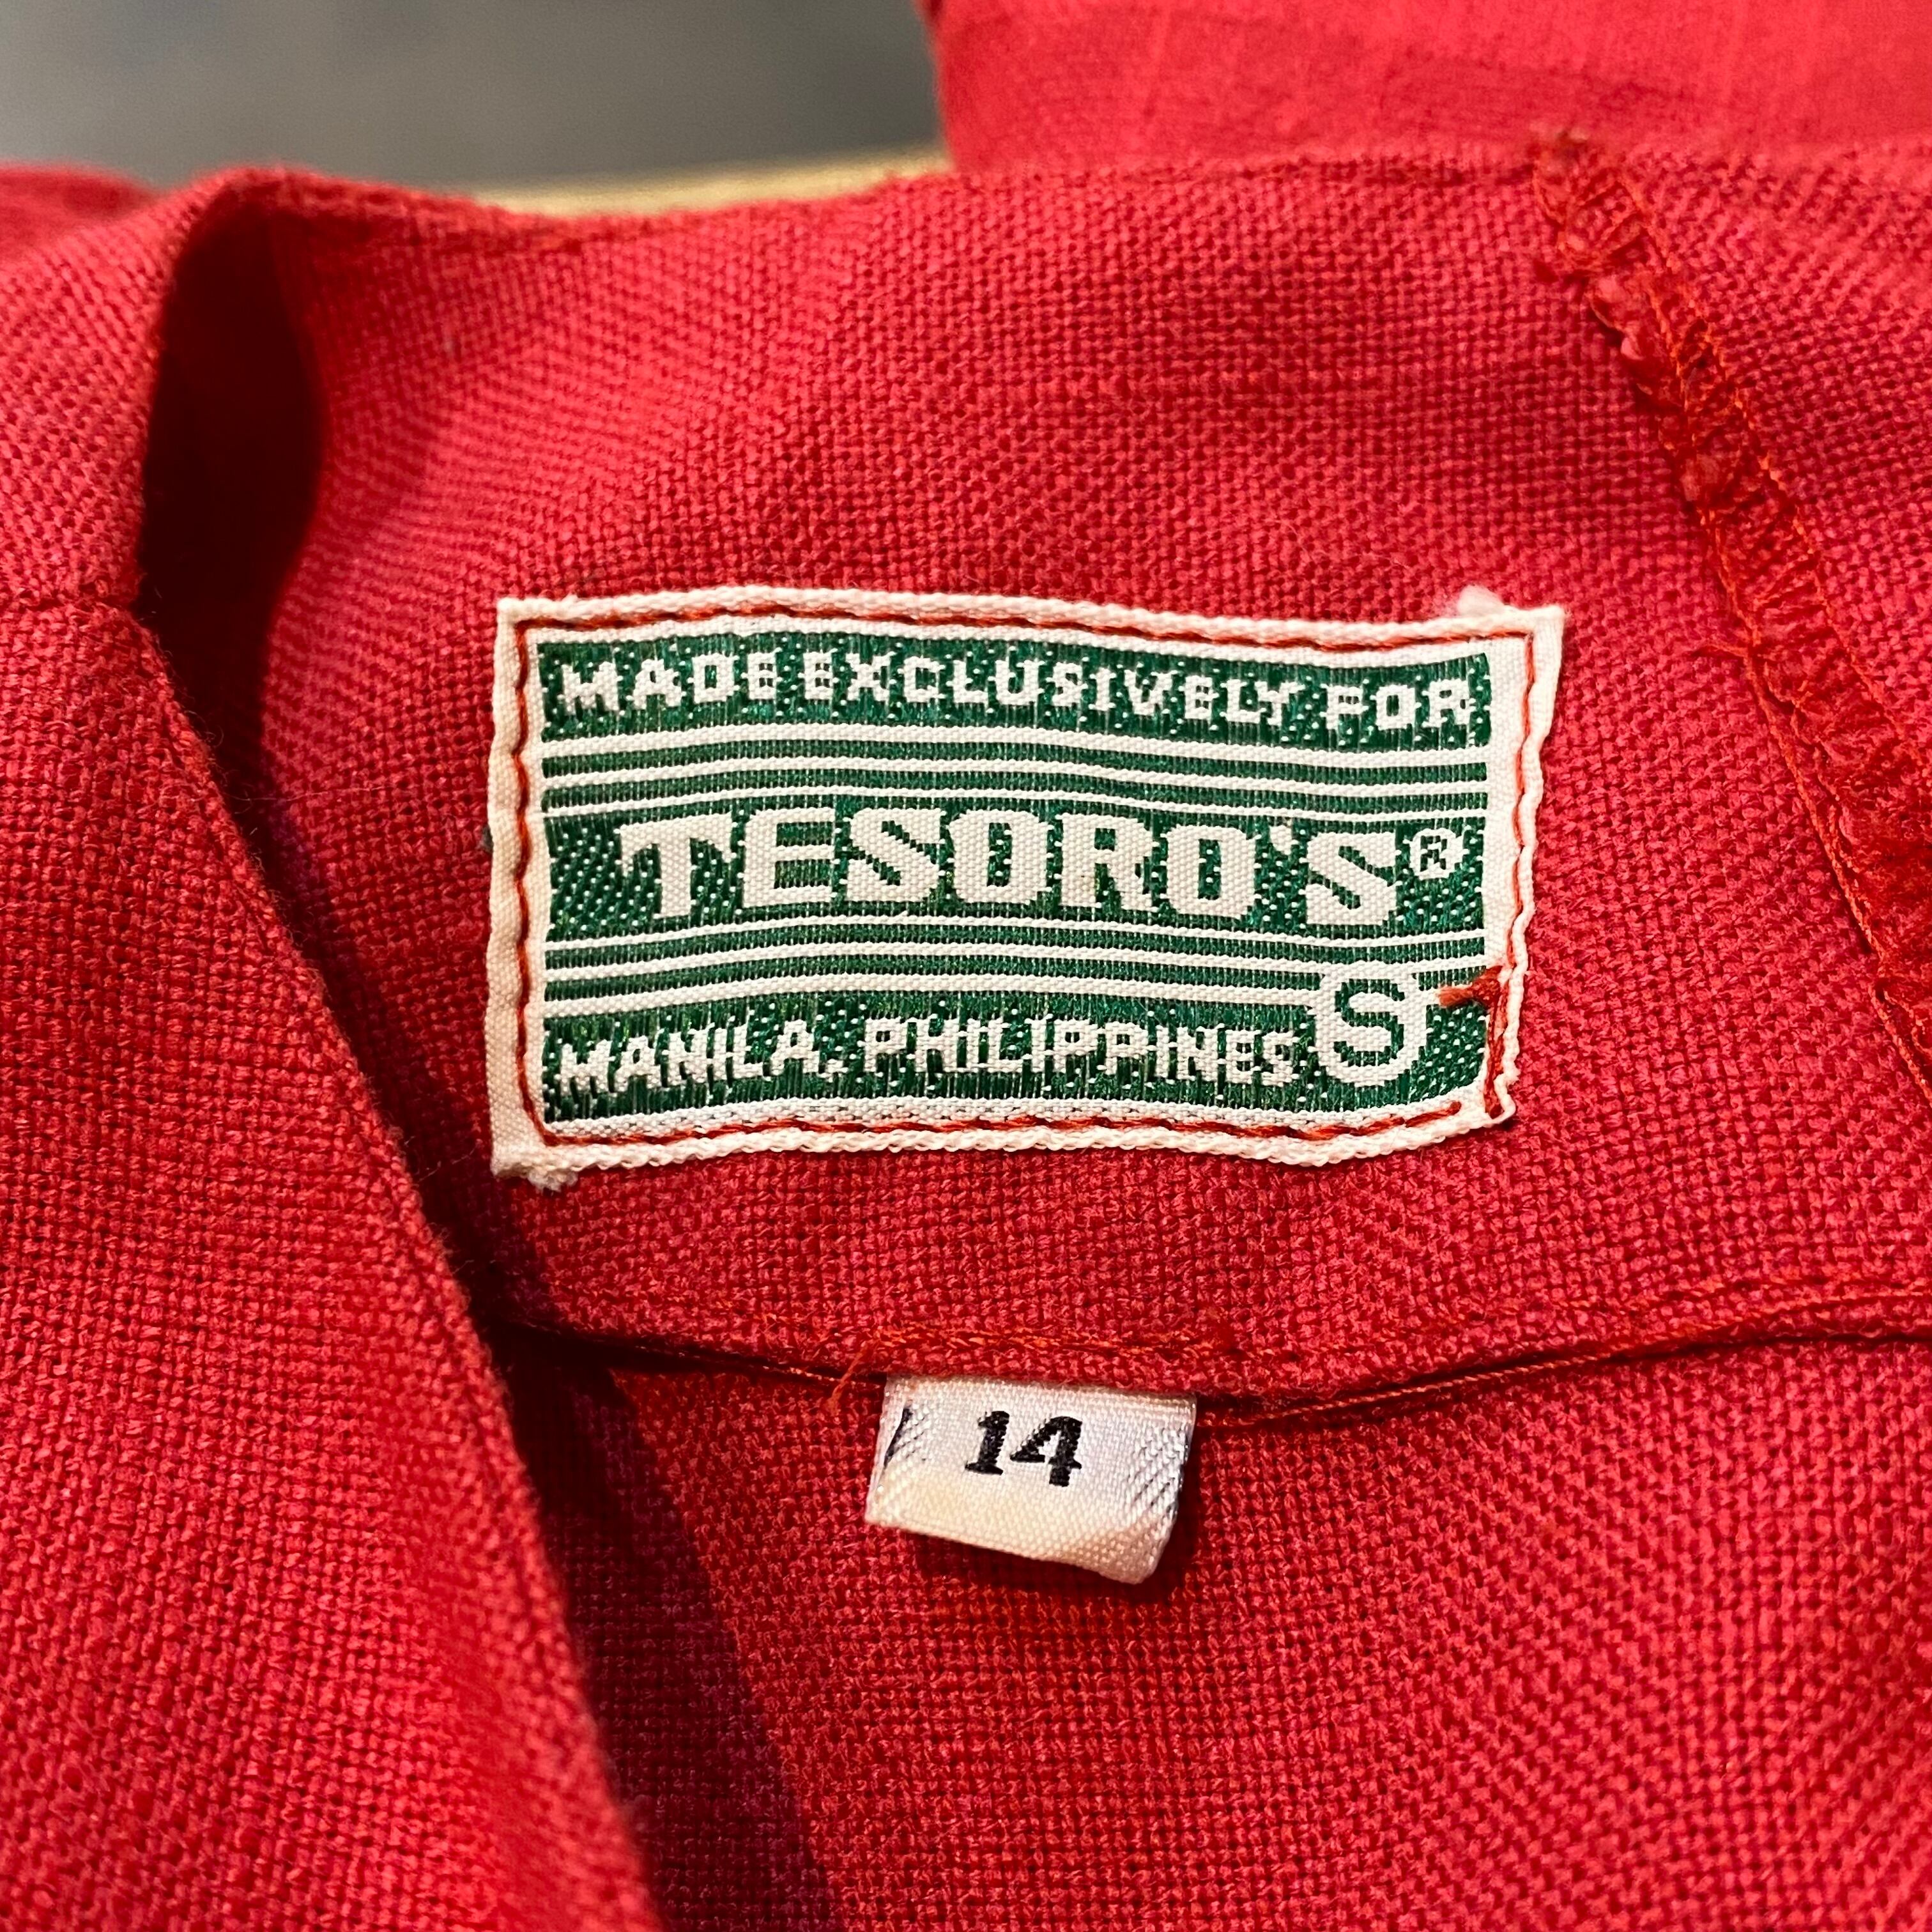 MADE EXCLUSIVELY FOR
TESORO'S®
MANILA, PHILIPPINES S
14